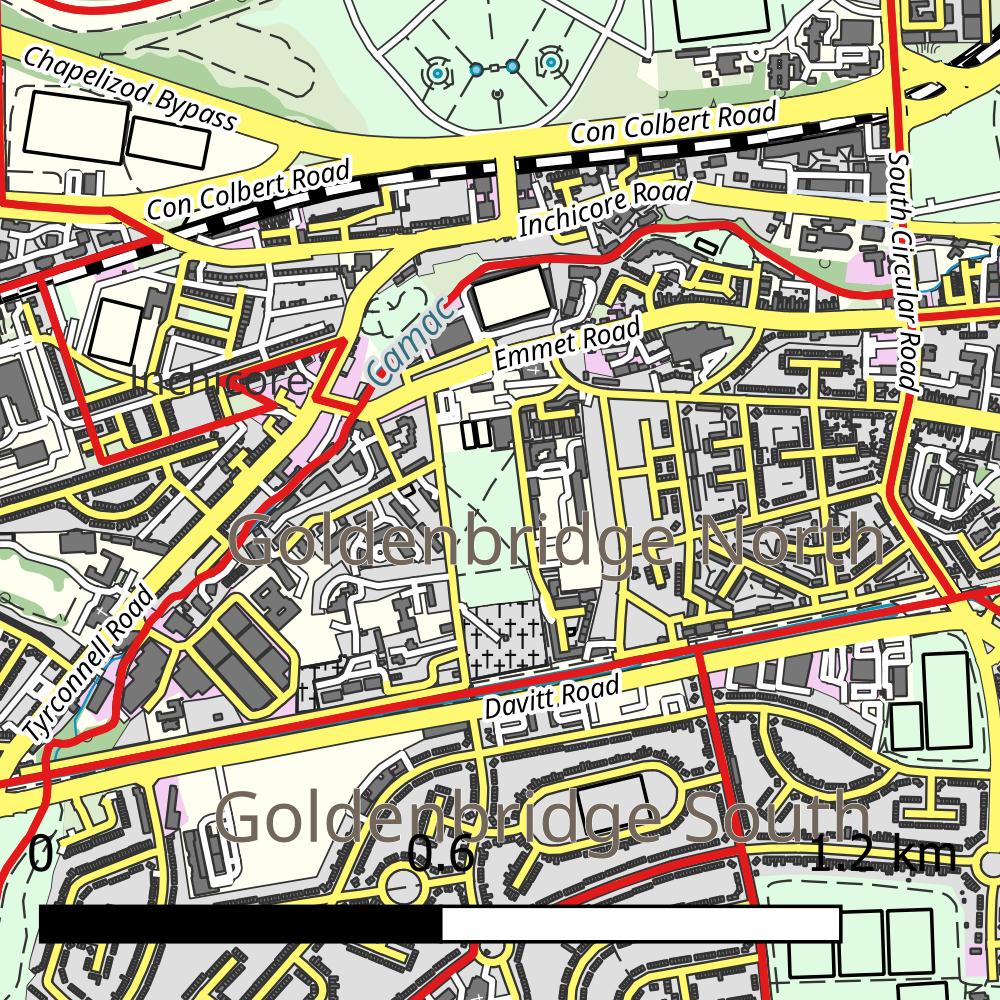 Chapelizod Bypass
Con Colbert Road
Con Colbert Road
Inchicore Road
South Circular Road
Camac
Emmet Road
Inchicore
Goldenbridge North
Tyrconnell Road
Davitt Road
Goldenbridge South
0 0.6 1.2 km